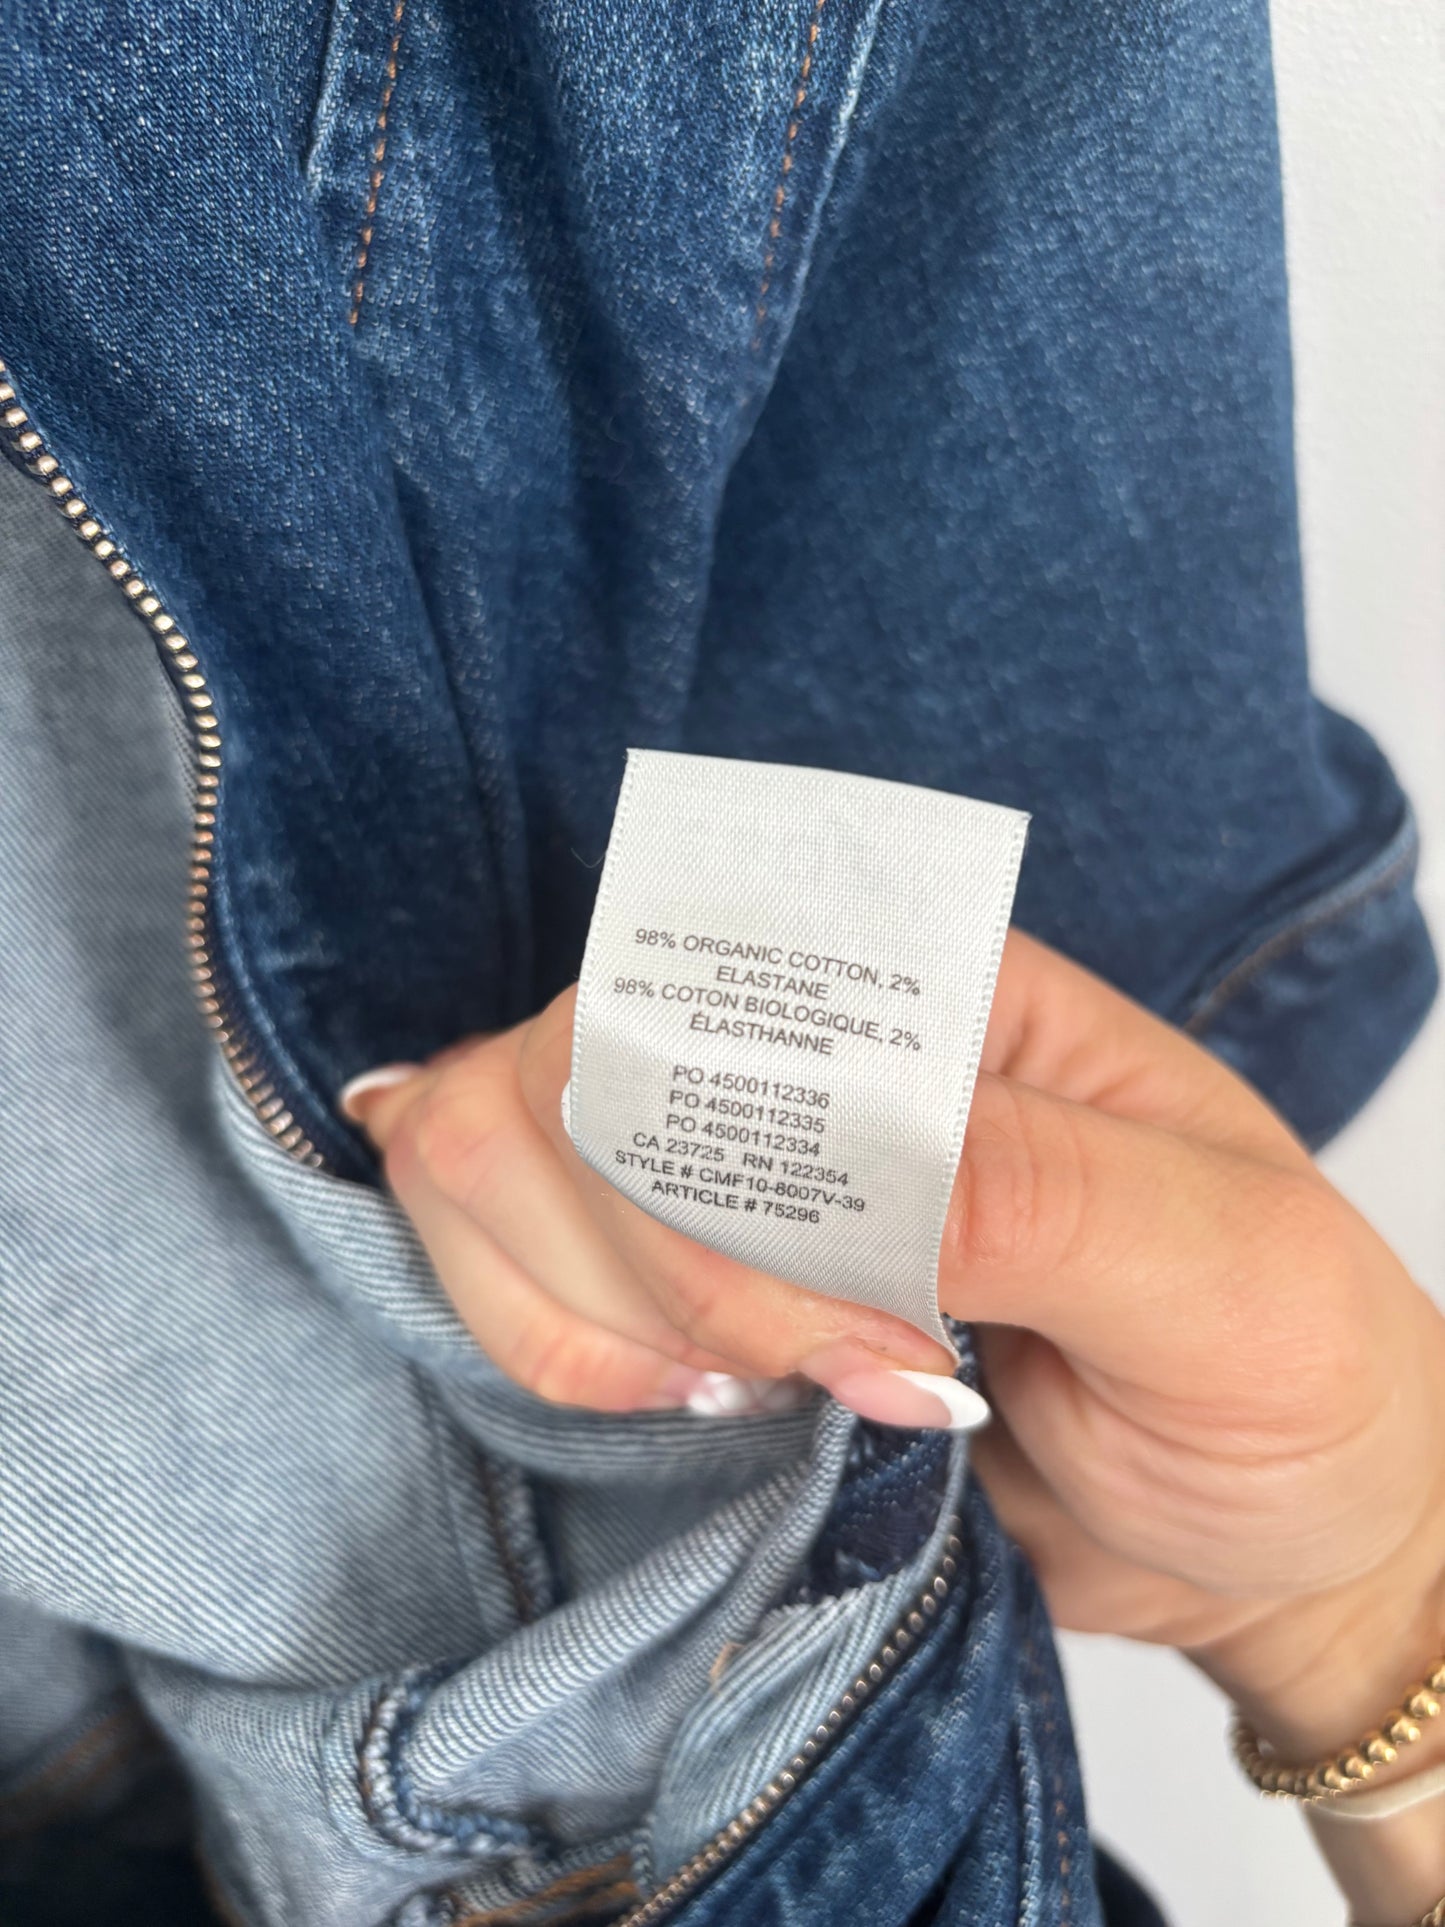 98% ORGANIC COTTON, 2%
ELASTANE
98% COTON BIOLOGIQUE, 2%
ÉLASTHANNE
PO 4500112336
PO 4500112335
PO 4500112334
CA 23725 RN 122354
STYLE # CMF10-8007V-39
ARTICLE # 75296